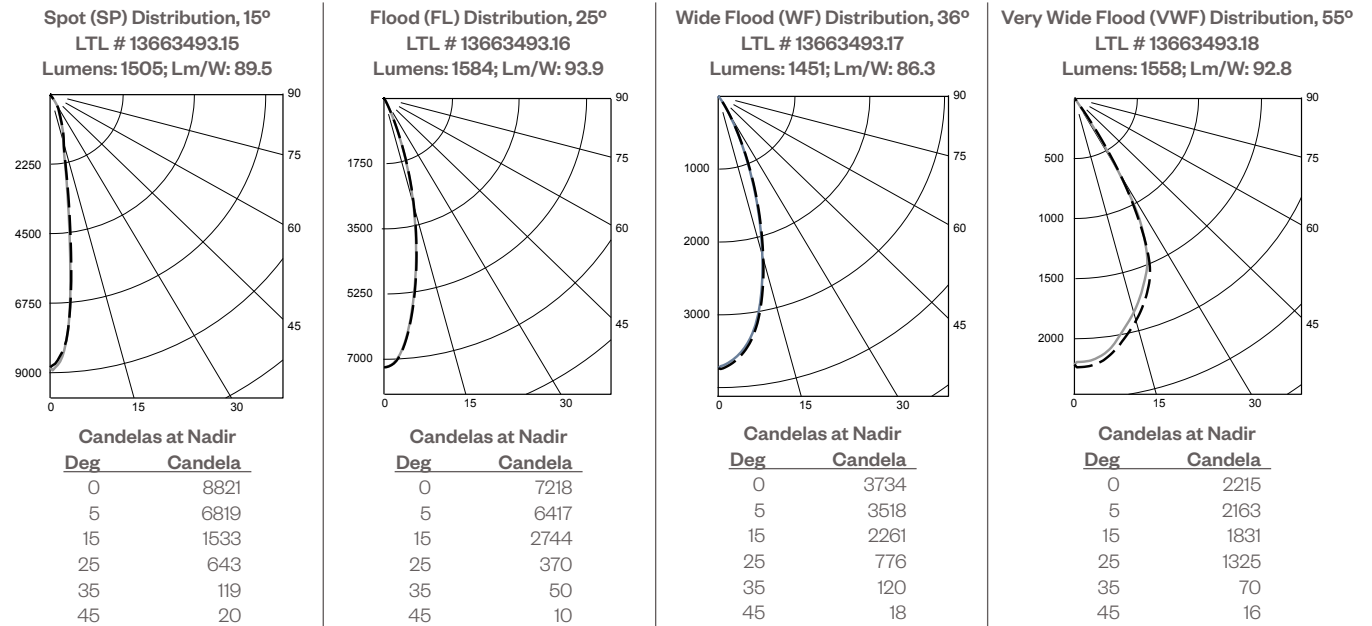 Spot (SP) Distribution, 15º
LTL # 13663493.15
Lumens: 1505; Lm/W: 89.5
90
75
60
45
2250
4500
6750
9000
0 15 30
Candelas at Nadir
Deg Candela
0 8821
5 6819
15 1533
25 643
35 119
45 20
Flood (FL) Distribution, 25º
LTL # 13663493.16
Lumens: 1584; Lm/W: 93.9
90
75
60
45
1750
3500
5250
7000
0 15 30
Candelas at Nadir
Deg Candela
0 7218
5 6417
15 2744
25 370
35 50
45 10
Wide Flood (WF) Distribution, 36º
LTL # 13663493.17
Lumens: 1451; Lm/W: 86.3
90
75
60
45
1000
2000
3000
0 15 30
Candelas at Nadir
Deg Candela
0 3734
5 3518
15 2261
25 776
35 120
45 18
Very Wide Flood (VWF) Distribution, 55º
LTL # 13663493.18
Lumens: 1558; Lm/W: 92.8
90
75
60
45
500
1000
1500
2000
0 15 30
Candelas at Nadir
Deg Candela
0 2215
5 2163
15 1831
25 1325
35 70
45 16